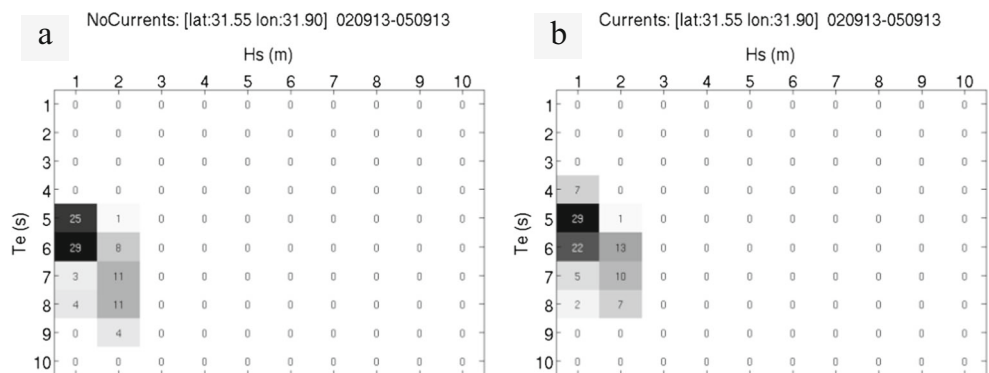 a NoCurrents: [lat:31.55 lon:31.90] 020913-050913
Hs (m)
1 2 3 4 5 6 7 8 9 10
Te (s)
1 0 0 0 0 0 0 0 0 0 0
2 0 0 0 0 0 0 0 0 0 0
3 0 0 0 0 0 0 0 0 0 0
4 0 0 0 0 0 0 0 0 0 0
5 25 1 0 0 0 0 0 0 0 0
6 29 8 0 0 0 0 0 0 0 0
7 3 11 0 0 0 0 0 0 0 0
8 4 11 0 0 0 0 0 0 0 0
9 0 4 0 0 0 0 0 0 0 0
10 0 0 0 0 0 0 0 0 0 0
b Currents: [lat:31.55 lon:31.90] 020913-050913
Hs (m)
1 2 3 4 5 6 7 8 9 10
Te (s)
1 0 0 0 0 0 0 0 0 0 0
2 0 0 0 0 0 0 0 0 0 0
3 0 0 0 0 0 0 0 0 0 0
4 7 0 0 0 0 0 0 0 0 0
5 29 1 0 0 0 0 0 0 0 0
6 22 13 0 0 0 0 0 0 0 0
7 5 10 0 0 0 0 0 0 0 0
8 2 7 0 0 0 0 0 0 0 0
9 0 0 0 0 0 0 0 0 0 0
10 0 0 0 0 0 0 0 0 0 0